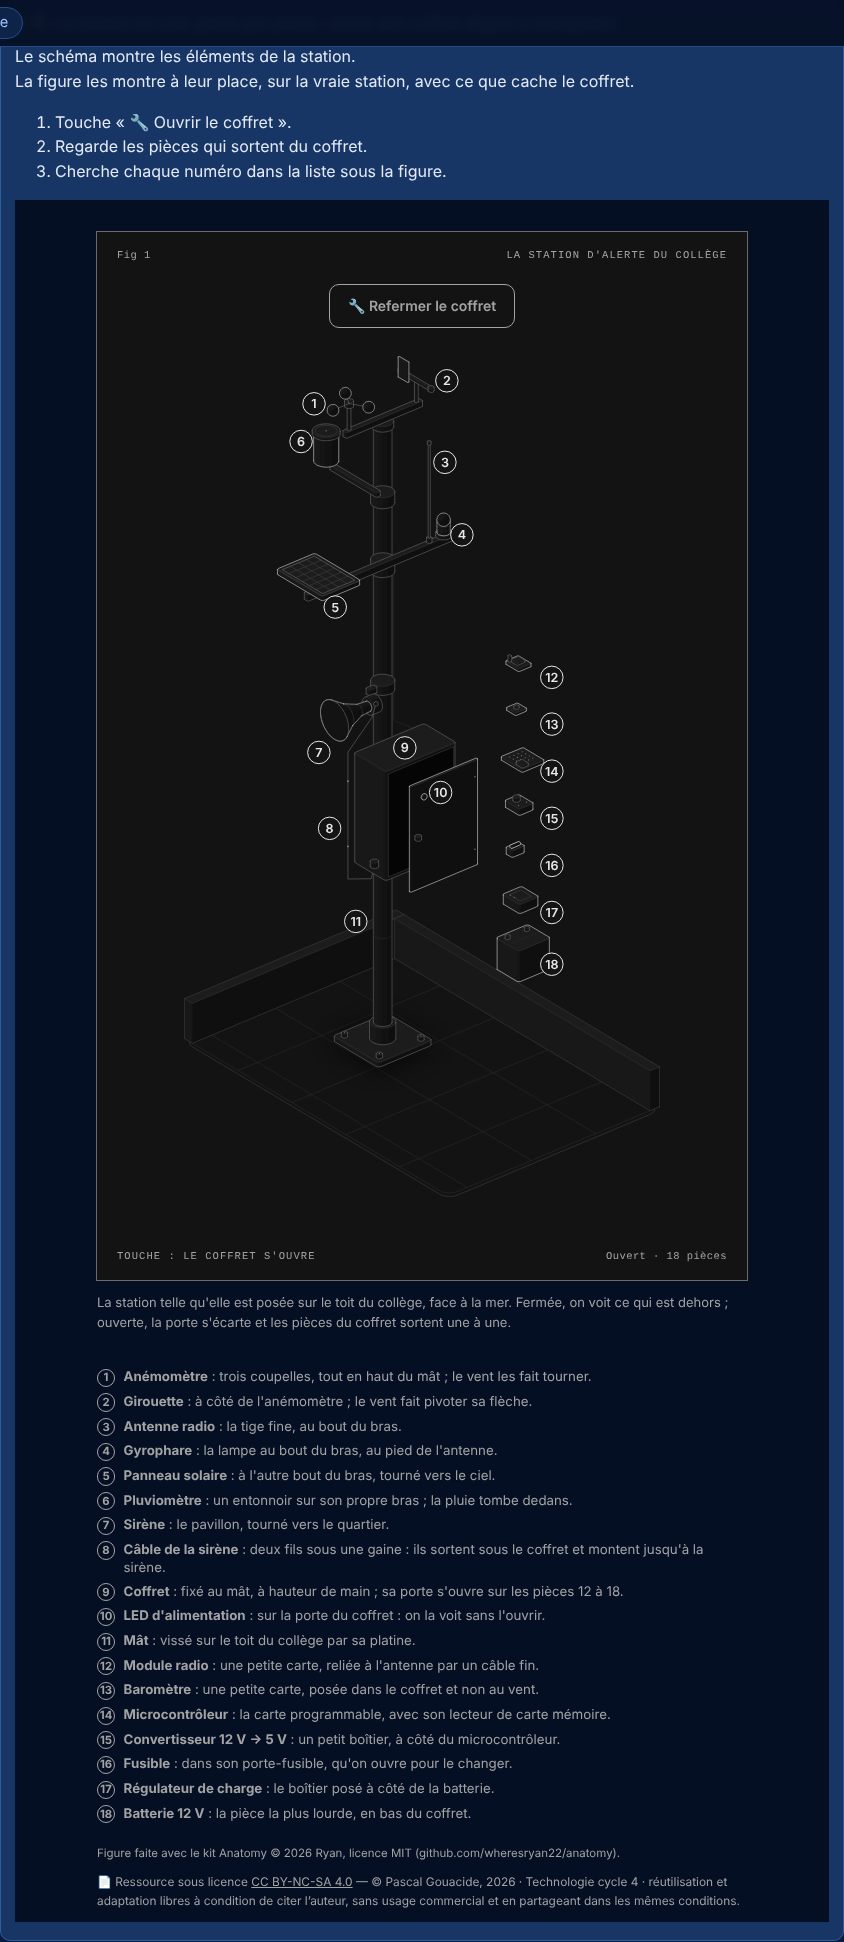 e
Le schéma montre les éléments de la station.
La figure les montre à leur place, sur la vraie station, avec ce que cache le coffret.
1. Touche « 🔧 Ouvrir le coffret ».
2. Regarde les pièces qui sortent du coffret.
3. Cherche chaque numéro dans la liste sous la figure.
Fig 1
LA STATION D'ALERTE DU COLLÈGE
🔧 Refermer le coffret
2
1
6
3
4
5
12
13
7
9
14
10
15
8
16
17
11
18
TOUCHE : LE COFFRET S'OUVRE
Ouvert · 18 pièces
La station telle qu'elle est posée sur le toit du collège, face à la mer. Fermée, on voit ce qui est dehors ;
ouverte, la porte s'écarte et les pièces du coffret sortent une à une.
1 Anémomètre : trois coupelles, tout en haut du mât ; le vent les fait tourner.
2 Girouette : à côté de l'anémomètre ; le vent fait pivoter sa flèche.
3 Antenne radio : la tige fine, au bout du bras.
4 Gyrophare : la lampe au bout du bras, au pied de l'antenne.
5 Panneau solaire : à l'autre bout du bras, tourné vers le ciel.
6 Pluviomètre : un entonnoir sur son propre bras ; la pluie tombe dedans.
7 Sirène : le pavillon, tourné vers le quartier.
8 Câble de la sirène : deux fils sous une gaine : ils sortent sous le coffret et montent jusqu'à la
sirène.
9 Coffret : fixé au mât, à hauteur de main ; sa porte s'ouvre sur les pièces 12 à 18.
10 LED d'alimentation : sur la porte du coffret : on la voit sans l'ouvrir.
11 Mât : vissé sur le toit du collège par sa platine.
12 Module radio : une petite carte, reliée à l'antenne par un câble fin.
13 Baromètre : une petite carte, posée dans le coffret et non au vent.
14 Microcontrôleur : la carte programmable, avec son lecteur de carte mémoire.
15 Convertisseur 12 V → 5 V : un petit boîtier, à côté du microcontrôleur.
16 Fusible : dans son porte-fusible, qu'on ouvre pour le changer.
17 Régulateur de charge : le boîtier posé à côté de la batterie.
18 Batterie 12 V : la pièce la plus lourde, en bas du coffret.
Figure faite avec le kit Anatomy © 2026 Ryan, licence MIT (github.com/wheresryan22/anatomy).
📄 Ressource sous licence CC BY-NC-SA 4.0 — © Pascal Gouacide, 2026 · Technologie cycle 4 · réutilisation et
adaptation libres à condition de citer l’auteur, sans usage commercial et en partageant dans les mêmes conditions.